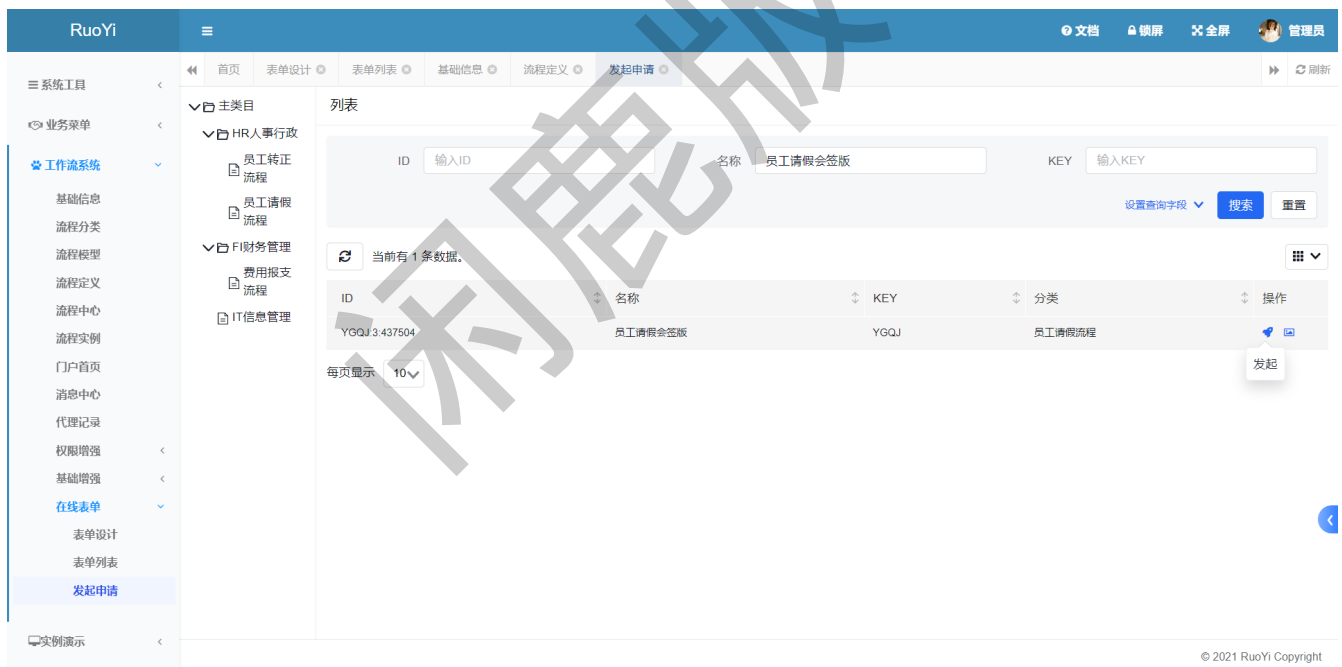 RuoYi
文档
锁屏
全屏
管理员
首页
表单设计
表单列表
基础信息
流程定义
发起申请
刷新
系统工具
业务菜单
工作流系统
基础信息
流程分类
流程模型
流程定义
流程中心
流程实例
门户首页
消息中心
代理记录
权限增强
基础增强
在线表单
表单设计
表单列表
发起申请
实例演示
主类目
HR人事行政
员工转正
流程
员工请假
流程
FI财务管理
费用报支
流程
IT信息管理
列表
ID 输入ID 名称 员工请假会签版 KEY 输入KEY
设置查询字段 搜索 重置
当前有 1 条数据。
ID 名称 KEY 分类 操作
YGQJ:3:437504 员工请假会签版 YGQJ 员工请假流程
发起
每页显示 10
© 2021 RuoYi Copyright
闲鹿版